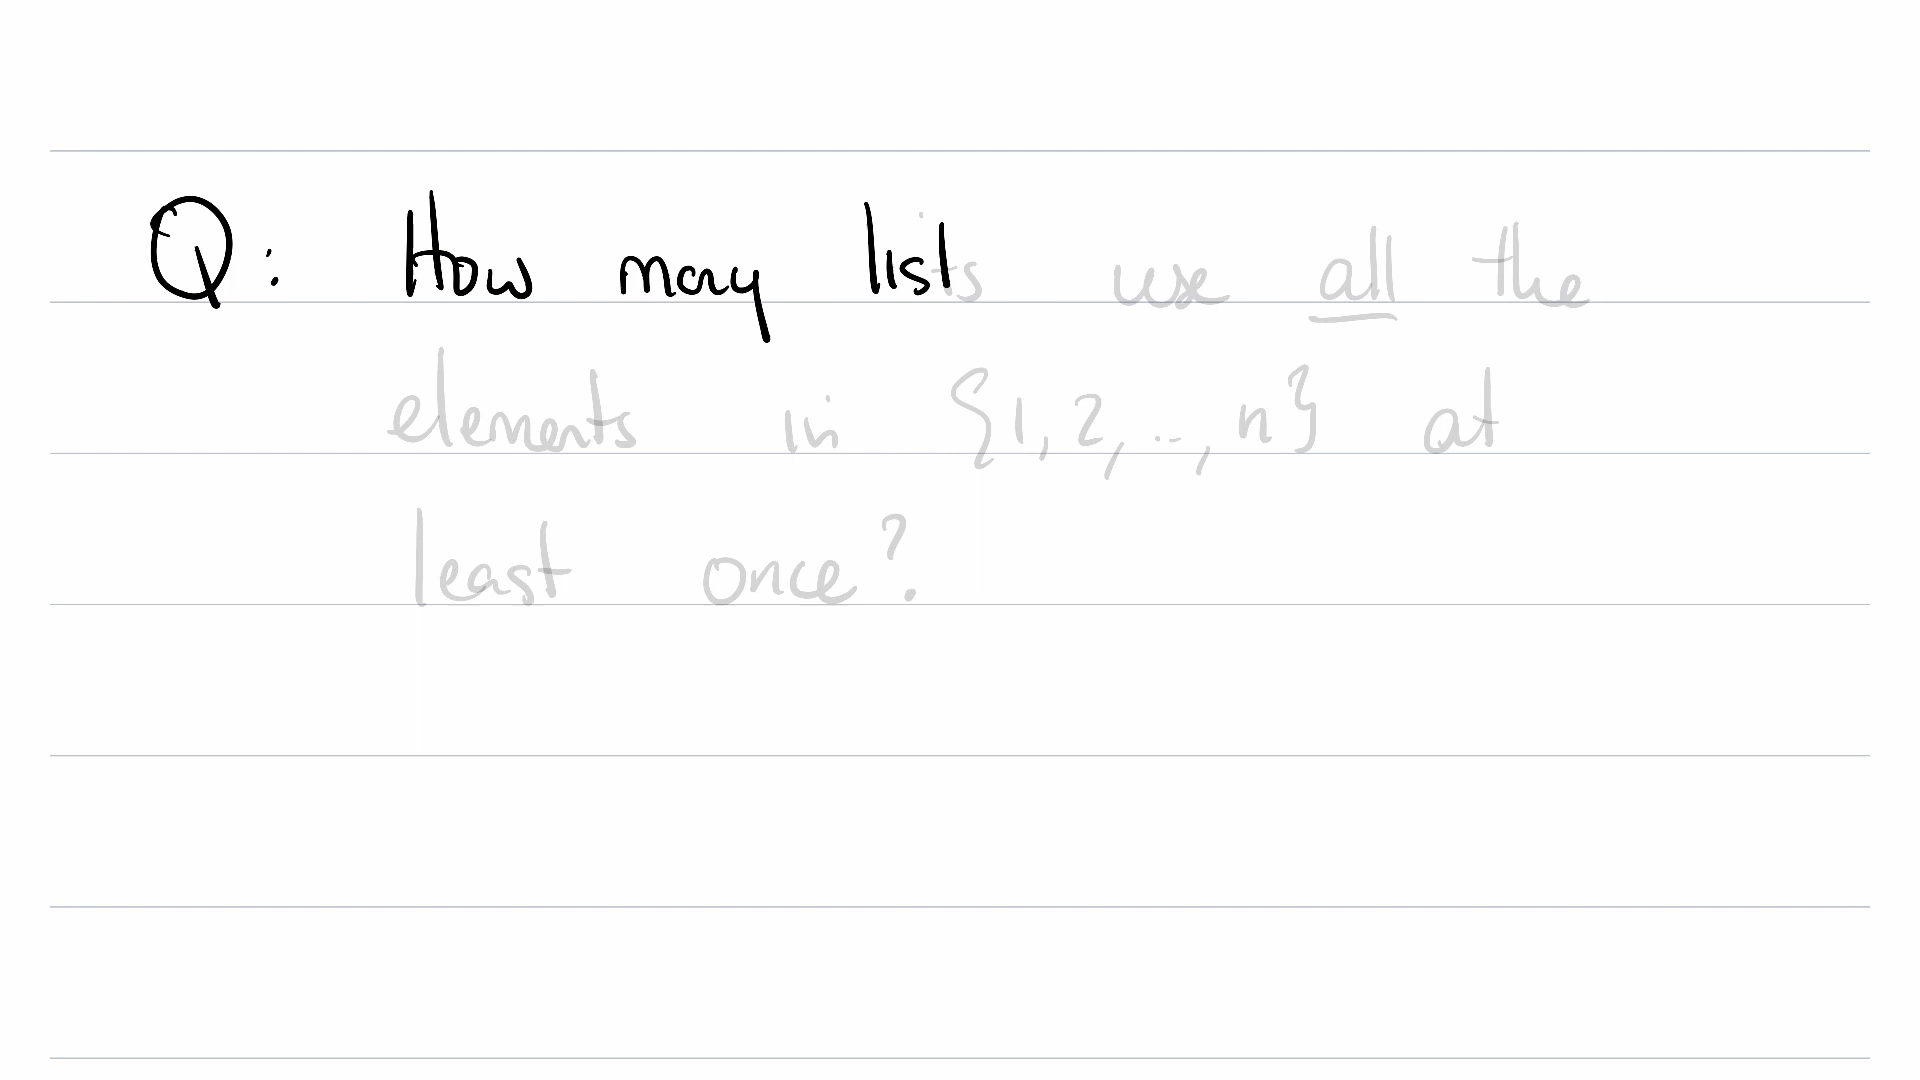 Q: How many lists use all the
elements in {1, 2, .., n} at
least once?